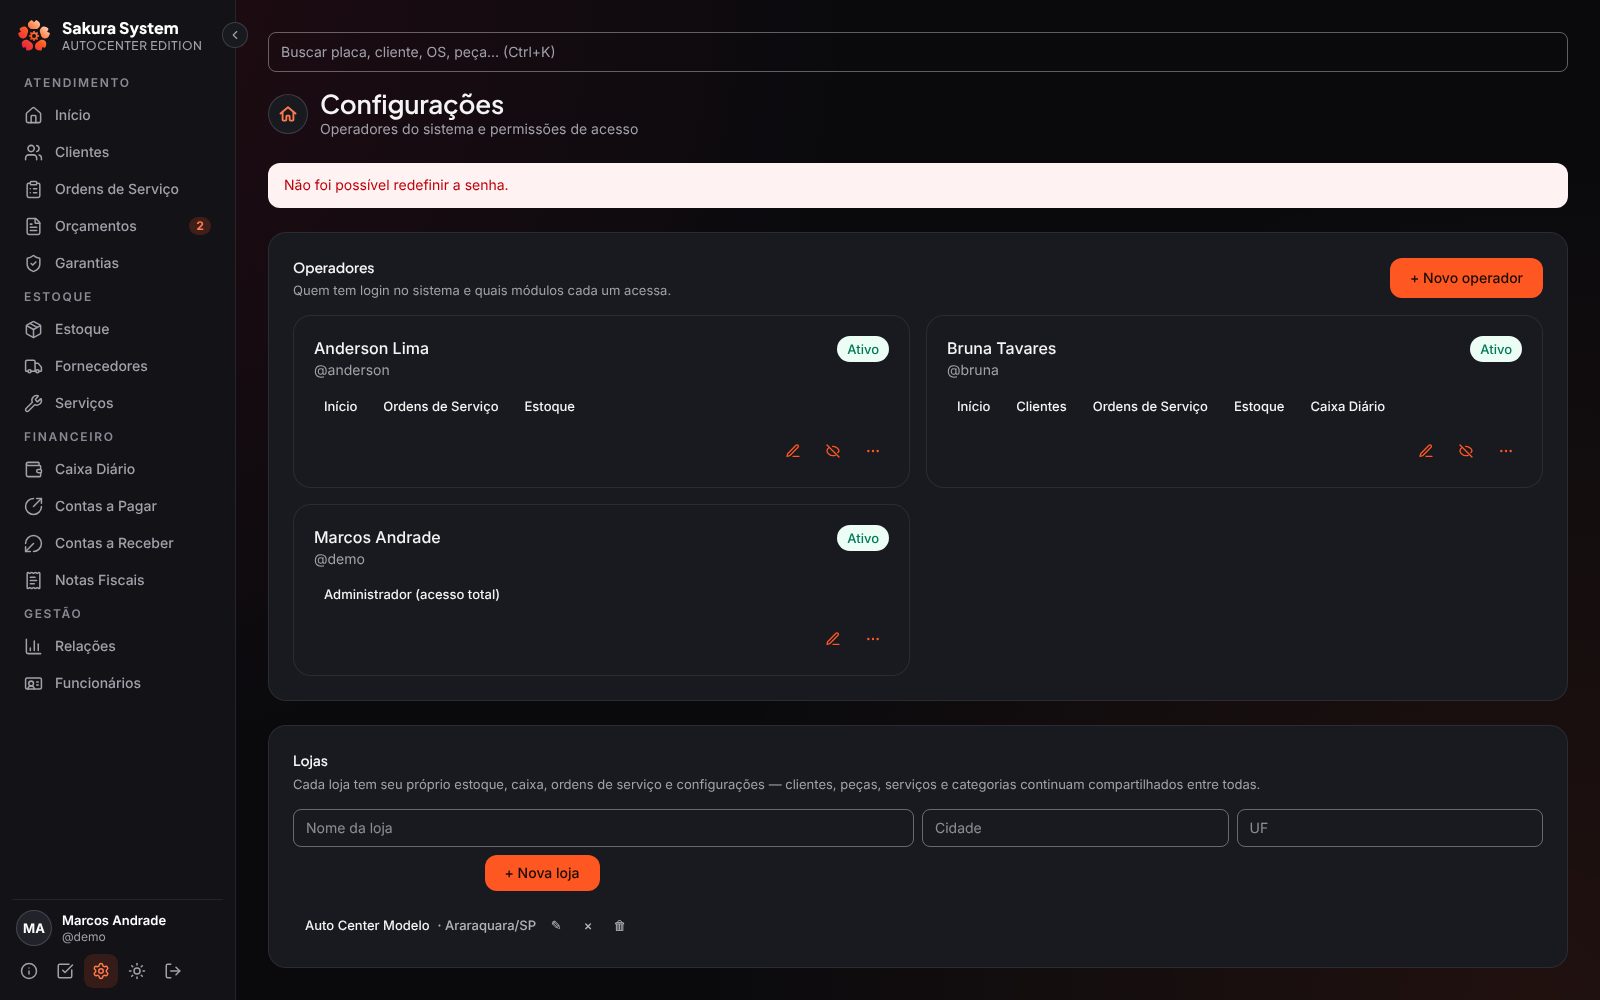 Sakura System
AUTOCENTER EDITION
ATENDIMENTO
Início
Clientes
Ordens de Serviço
Orçamentos 2
Garantias
ESTOQUE
Estoque
Fornecedores
Serviços
FINANCEIRO
Caixa Diário
Contas a Pagar
Contas a Receber
Notas Fiscais
GESTÃO
Relações
Funcionários
MA
Marcos Andrade
@demo
Buscar placa, cliente, OS, peça... (Ctrl+K)
Configurações
Operadores do sistema e permissões de acesso
Não foi possível redefinir a senha.
Operadores
Quem tem login no sistema e quais módulos cada um acessa.
+ Novo operador
Anderson Lima
@anderson
Ativo
Início Ordens de Serviço Estoque
Bruna Tavares
@bruna
Ativo
Início Clientes Ordens de Serviço Estoque Caixa Diário
Marcos Andrade
@demo
Ativo
Administrador (acesso total)
Lojas
Cada loja tem seu próprio estoque, caixa, ordens de serviço e configurações — clientes, peças, serviços e categorias continuam compartilhados entre todas.
Nome da loja
Cidade
UF
+ Nova loja
Auto Center Modelo · Araraquara/SP